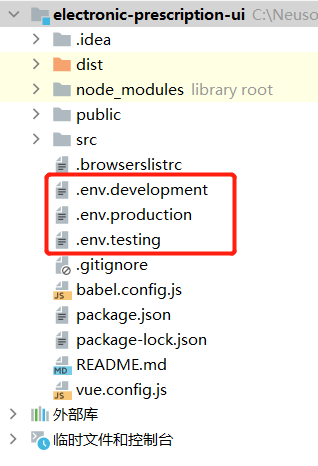 electronic-prescription-ui C:\Neuso
.idea
dist
node_modules library root
public
src
.browserslistrc
.env.development
.env.production
.env.testing
.gitignore
JS babel.config.js
package.json
package-lock.json
MD README.md
JS vue.config.js
外部库
临时文件和控制台